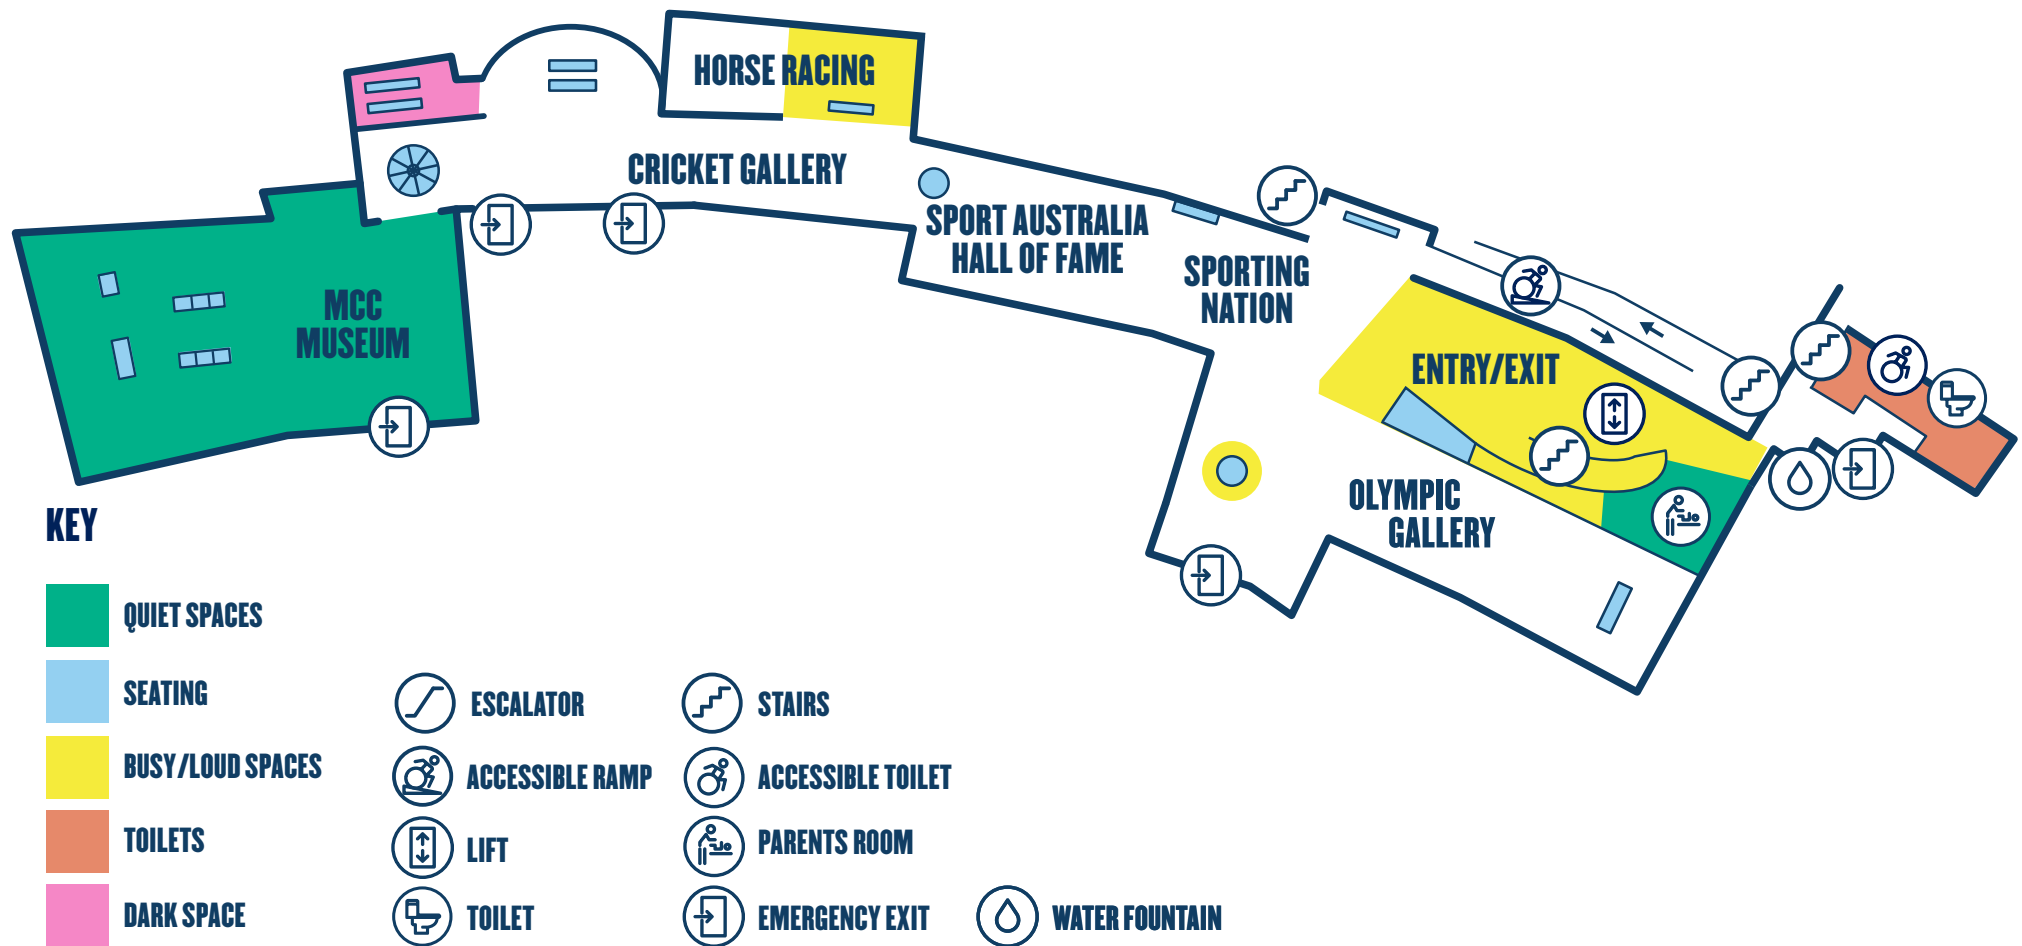 HORSE RACING
CRICKET GALLERY
SPORT AUSTRALIA
HALL OF FAME
SPORTING
NATION
MCC
MUSEUM
ENTRY/EXIT
OLYMPIC
GALLERY
KEY
QUIET SPACES
SEATING
BUSY/LOUD SPACES
TOILETS
DARK SPACE
ESCALATOR
ACCESSIBLE RAMP
LIFT
TOILET
STAIRS
ACCESSIBLE TOILET
PARENTS ROOM
EMERGENCY EXIT
WATER FOUNTAIN